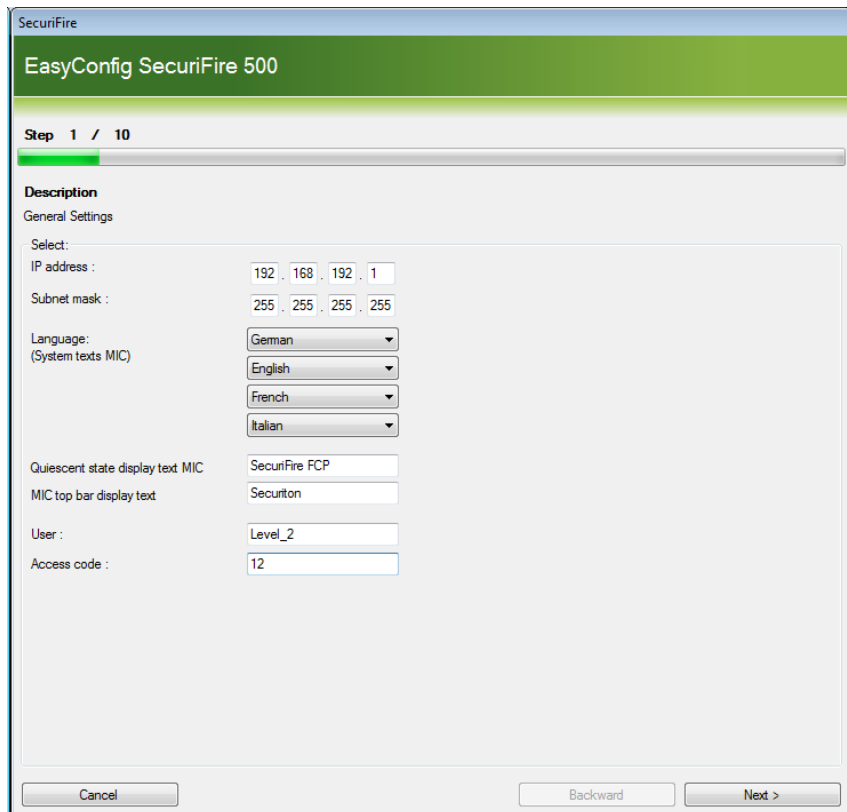 SecuriFire
EasyConfig SecuriFire 500
Step 1 / 10
Description
General Settings
Select:
IP address : 192 . 168 . 192 . 1
Subnet mask : 255 . 255 . 255 . 255
Language: German
(System texts MIC)
English
French
Italian
Quiescent state display text MIC SecuriFire FCP
MIC top bar display text Securiton
User : Level_2
Access code : 12
Cancel Backward Next >